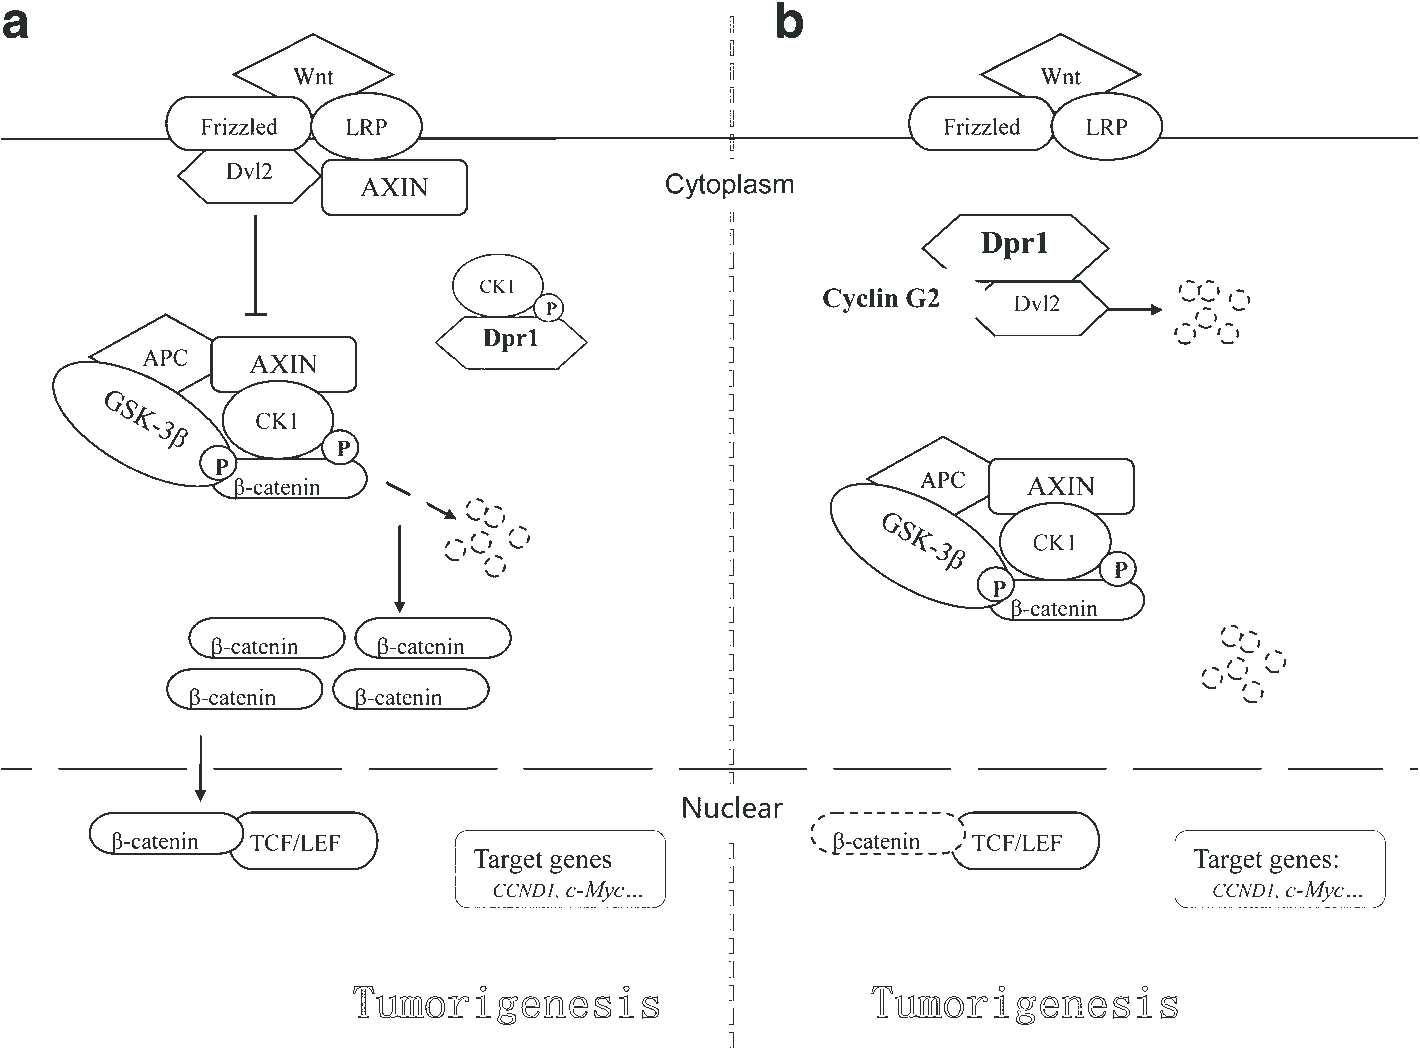 a
Wnt
Frizzled
LRP
Dvl2
AXIN
CK1
P
Dpr1
APC
AXIN
GSK-3β
CK1
P
P
β-catenin
β-catenin
β-catenin
β-catenin
β-catenin
β-catenin
TCF/LEF
Target genes
CCND1, c-Myc...
Tumorigenesis
Cytoplasm
Nuclear
b
Wnt
Frizzled
LRP
Dpr1
Cyclin G2
Dvl2
APC
AXIN
GSK-3β
CK1
P
P
β-catenin
β-catenin
TCF/LEF
Target genes:
CCND1, c-Myc...
Tumorigenesis